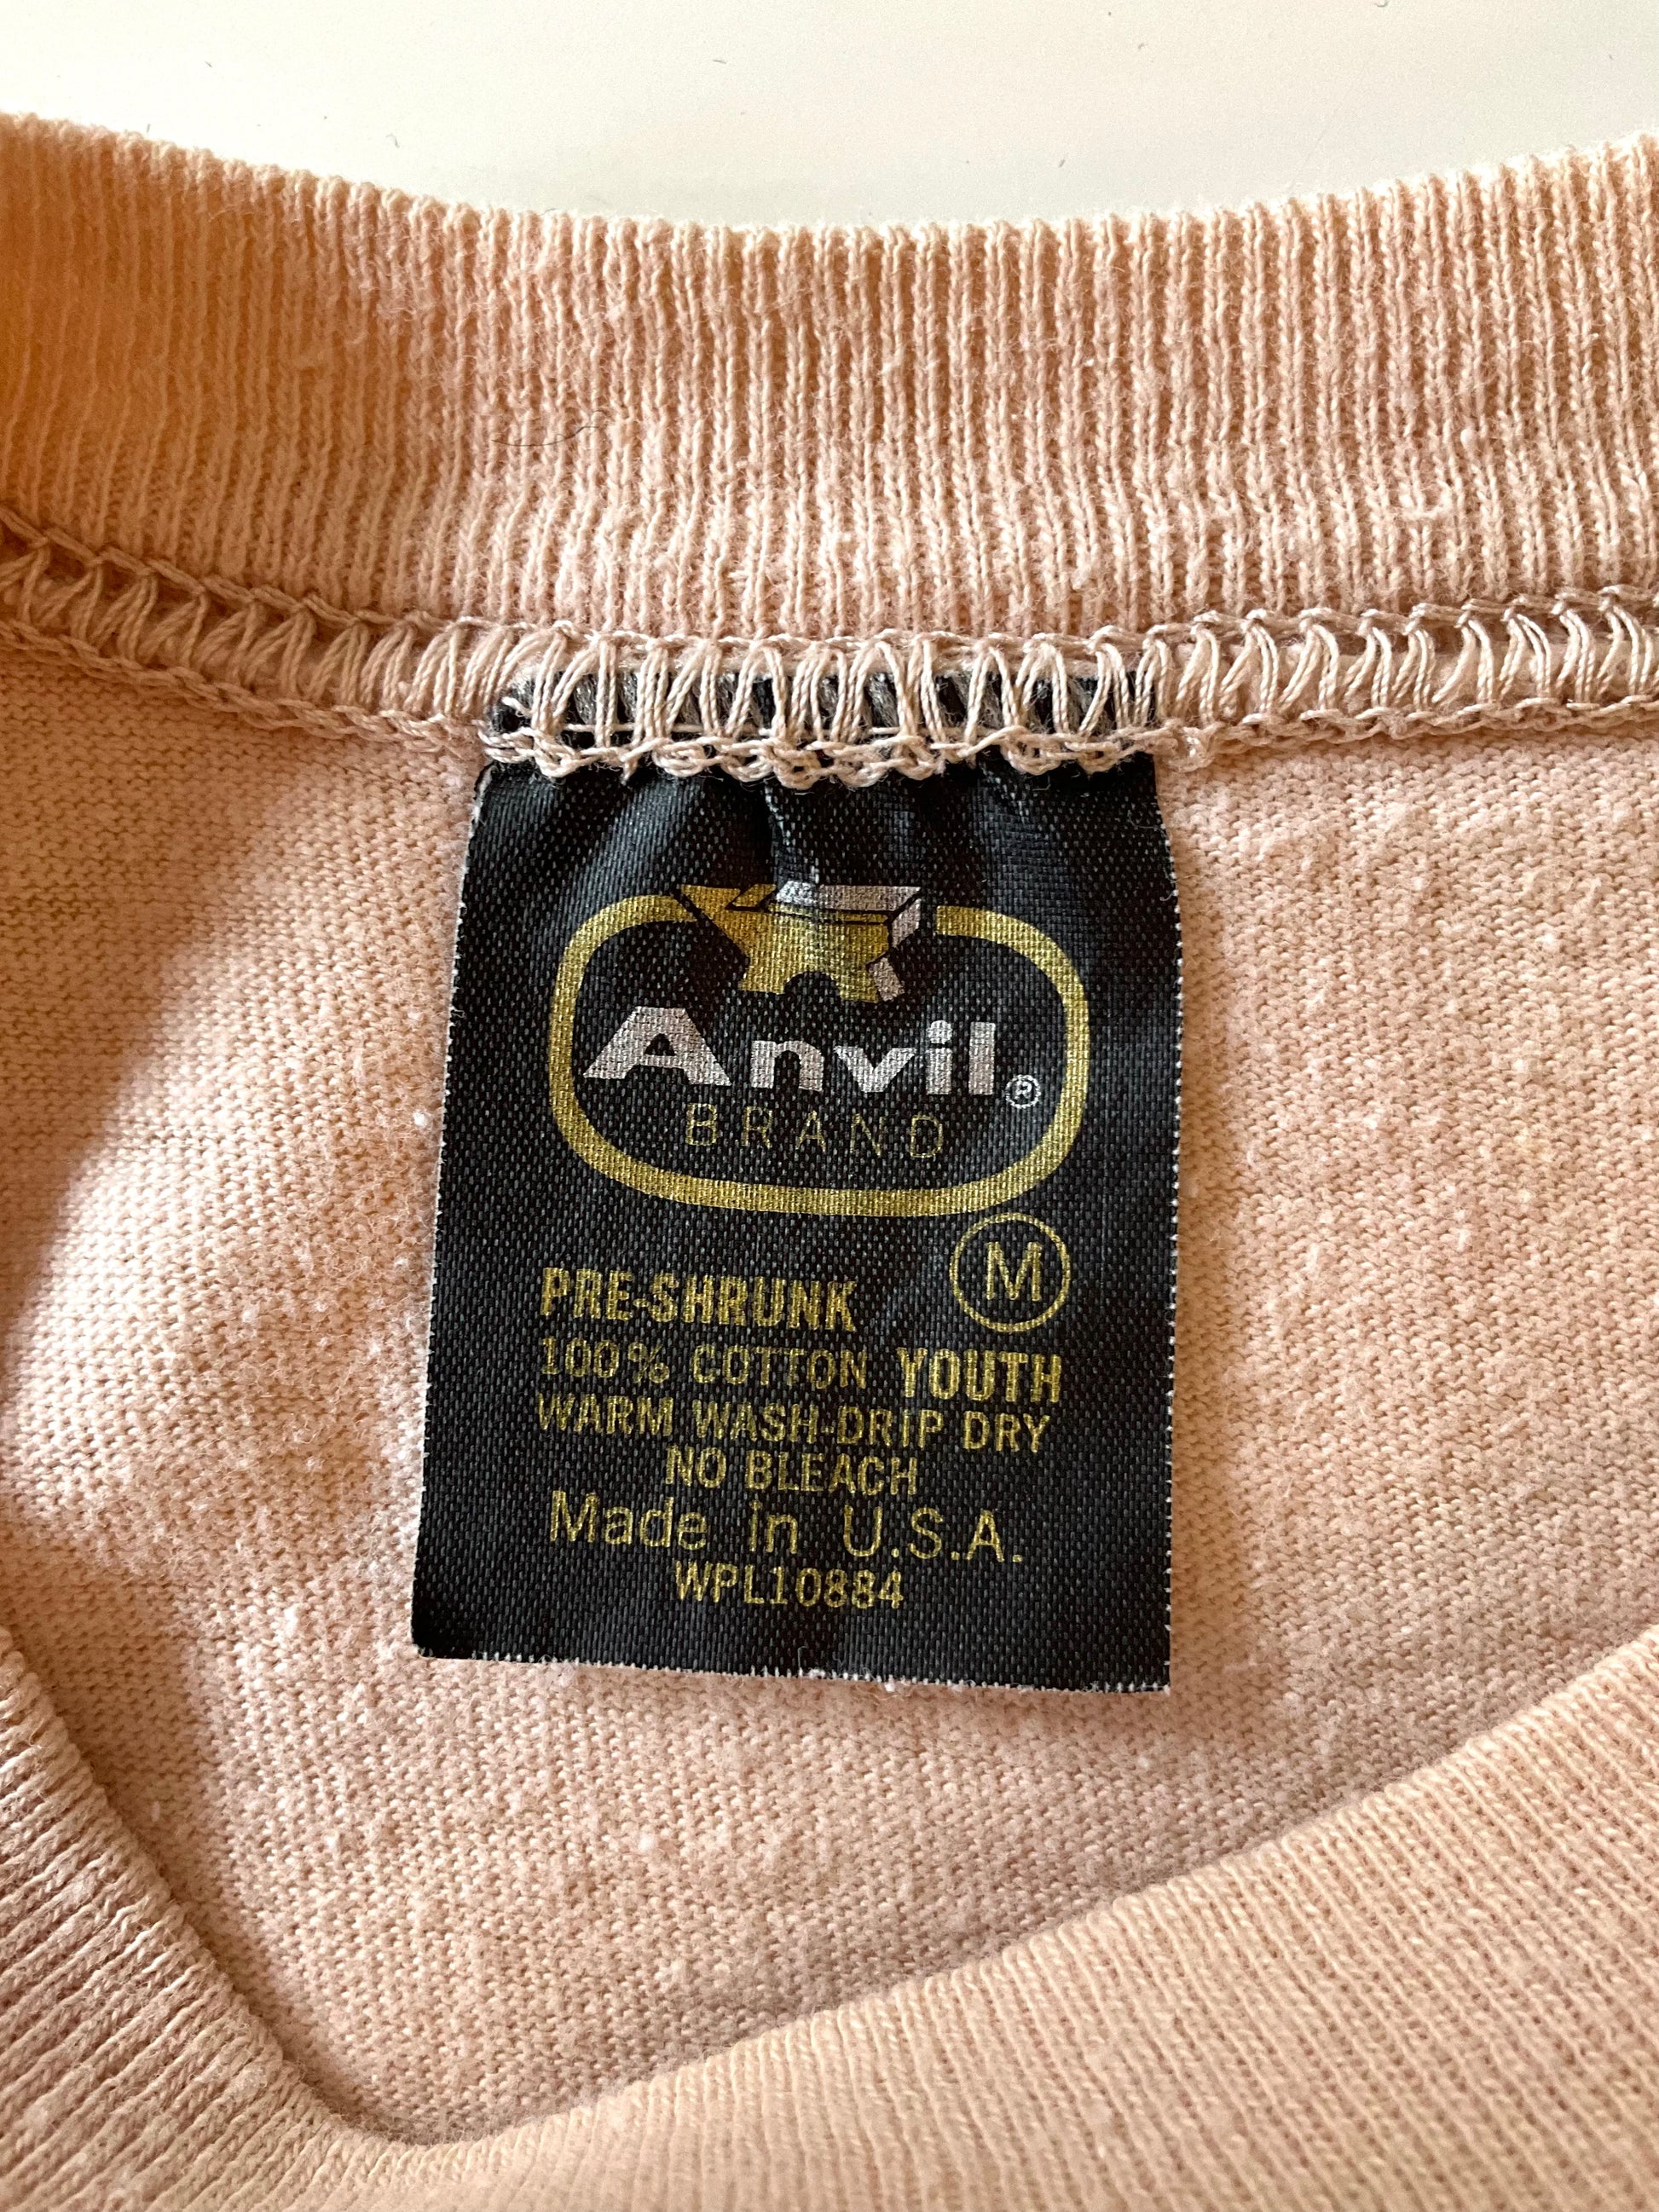 Anvil®
BRAND
M
PRE-SHRUNK
100% COTTON YOUTH
WARM WASH-DRIP DRY
NO BLEACH
Made in U.S.A.
WPL10884